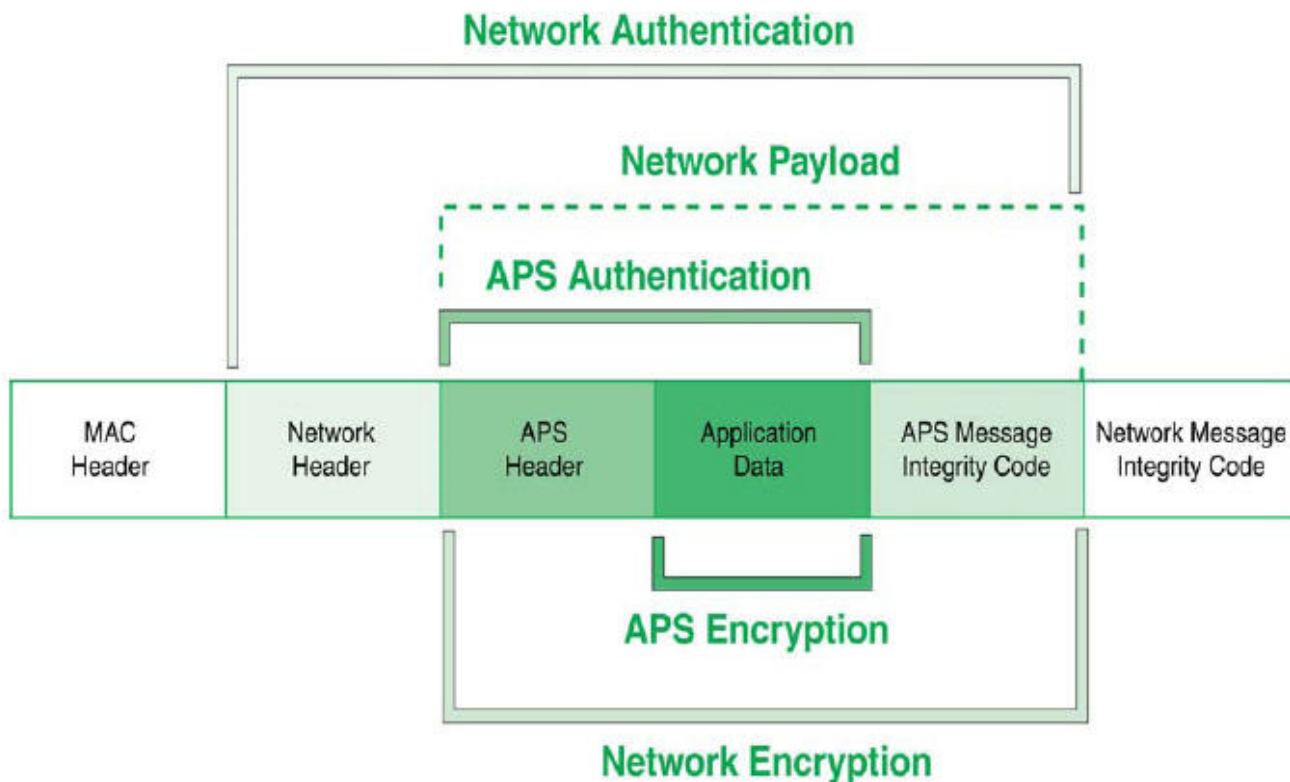 Network Authentication
Network Payload
APS Authentication
MAC
Header
Network
Header
APS
Header
Application
Data
APS Message
Integrity Code
Network Message
Integrity Code
APS Encryption
Network Encryption